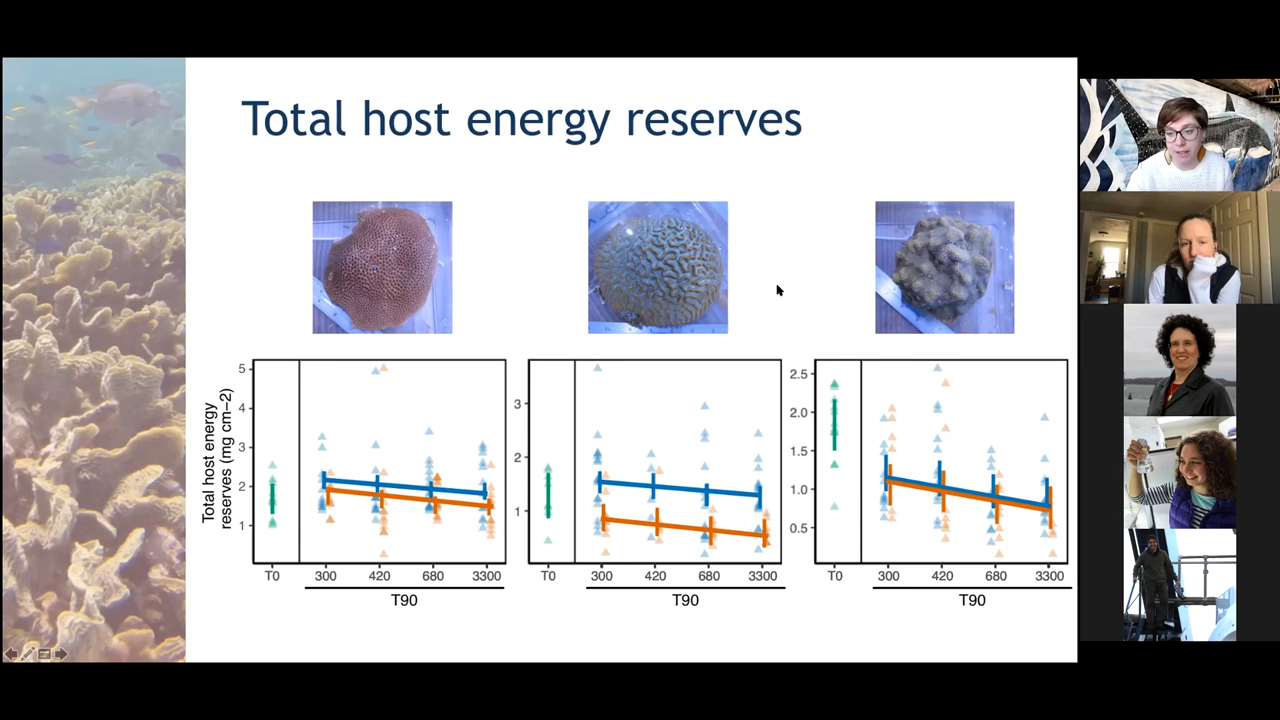 Total host energy reserves
Total host energy
reserves (mg cm−2)
5
4
3
2
1
T0
300
420
680
3300
T90
3
2
1
T0
300
420
680
3300
T90
2.5
2.0
1.5
1.0
0.5
T0
300
420
680
3300
T90